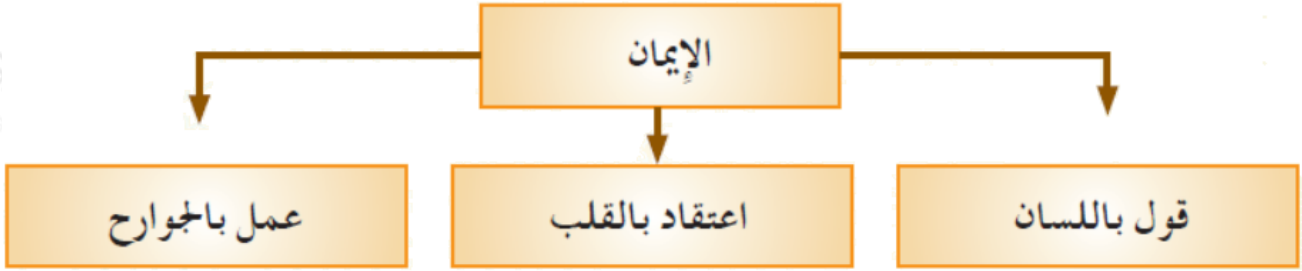 الإيمان
قول باللسان
اعتقاد بالقلب
عمل بالجوارح